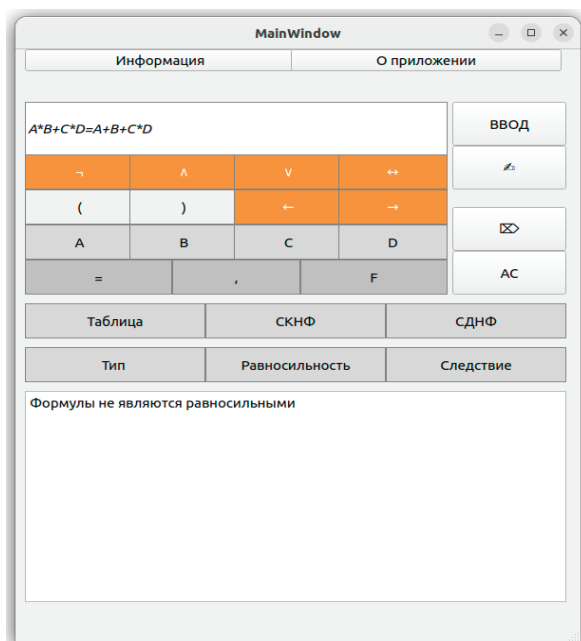 MainWindow
Информация О приложении
A*B+C*D=A+B+C*D
ВВОД
¬ ∧ ∨ ↔
✍
( ) ← →
⌦
A B C D
= , F
AC
Таблица СКНФ СДНФ
Тип Равносильность Следствие
Формулы не являются равносильными